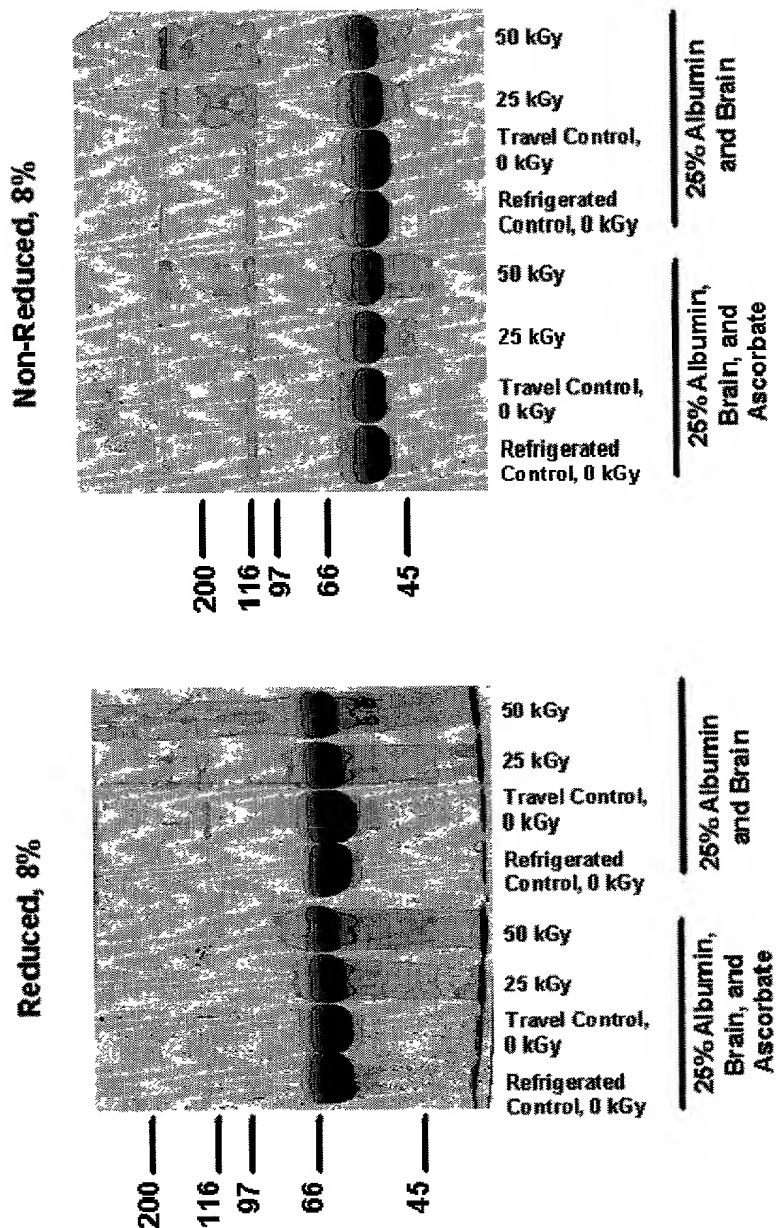 Non-Reduced, 8%
200
116
97
66
45
50 kGy
25 kGy
Travel Control,
0 kGy
Refrigerated
Control, 0 kGy
50 kGy
25 kGy
Travel Control,
0 kGy
Refrigerated
Control, 0 kGy
25% Albumin
and Brain
25% Albumin,
Brain, and
Ascorbate
Reduced, 8%
200
116
97
66
45
50 kGy
25 kGy
Travel Control,
0 kGy
Refrigerated
Control, 0 kGy
50 kGy
25 kGy
Travel Control,
0 kGy
Refrigerated
Control, 0 kGy
25% Albumin
and Brain
25% Albumin,
Brain, and
Ascorbate